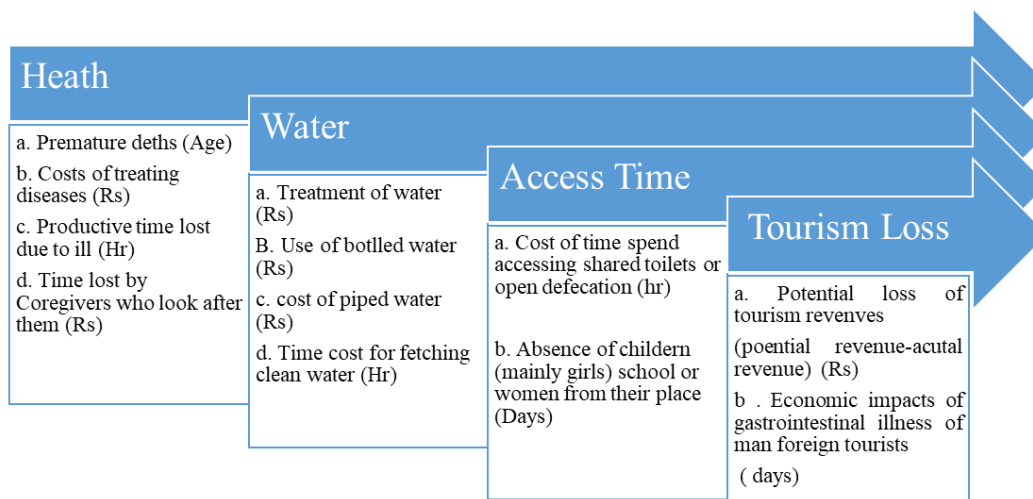 Heath
a. Premature deths (Age)
b. Costs of treating
diseases (Rs)
c. Productive time lost
due to ill (Hr)
d. Time lost by
Coregivers who look after
them (Rs)
Water
a. Treatment of water
(Rs)
B. Use of botlled water
(Rs)
c. cost of piped water
(Rs)
d. Time cost for fetching
clean water (Hr)
Access Time
a. Cost of time spend
accessing shared toilets or
open defecation (hr)
b. Absence of childern
(mainly girls) school or
women from their place
(Days)
Tourism Loss
a. Potential loss of
tourism revenves
(poential revenue-acutal
revenue) (Rs)
b . Economic impacts of
gastrointestinal illness of
man foreign tourists
( days)